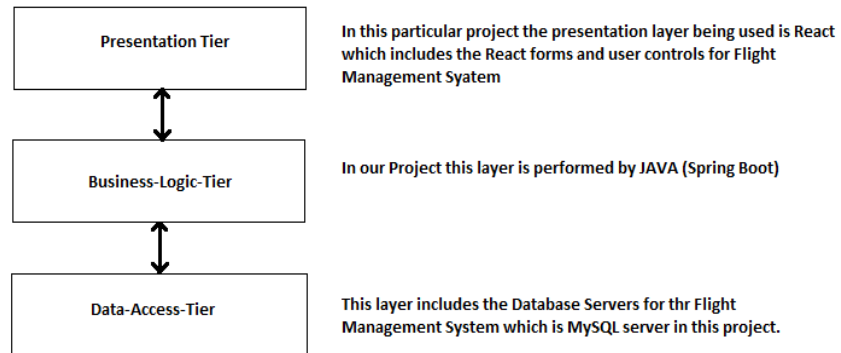 Presentation Tier
In this particular project the presentation layer being used is React
which includes the React forms and user controls for Flight
Management Syatem
Business-Logic-Tier
In our Project this layer is performed by JAVA (Spring Boot)
Data-Access-Tier
This layer includes the Database Servers for thr Flight
Management System which is MySQL server in this project.